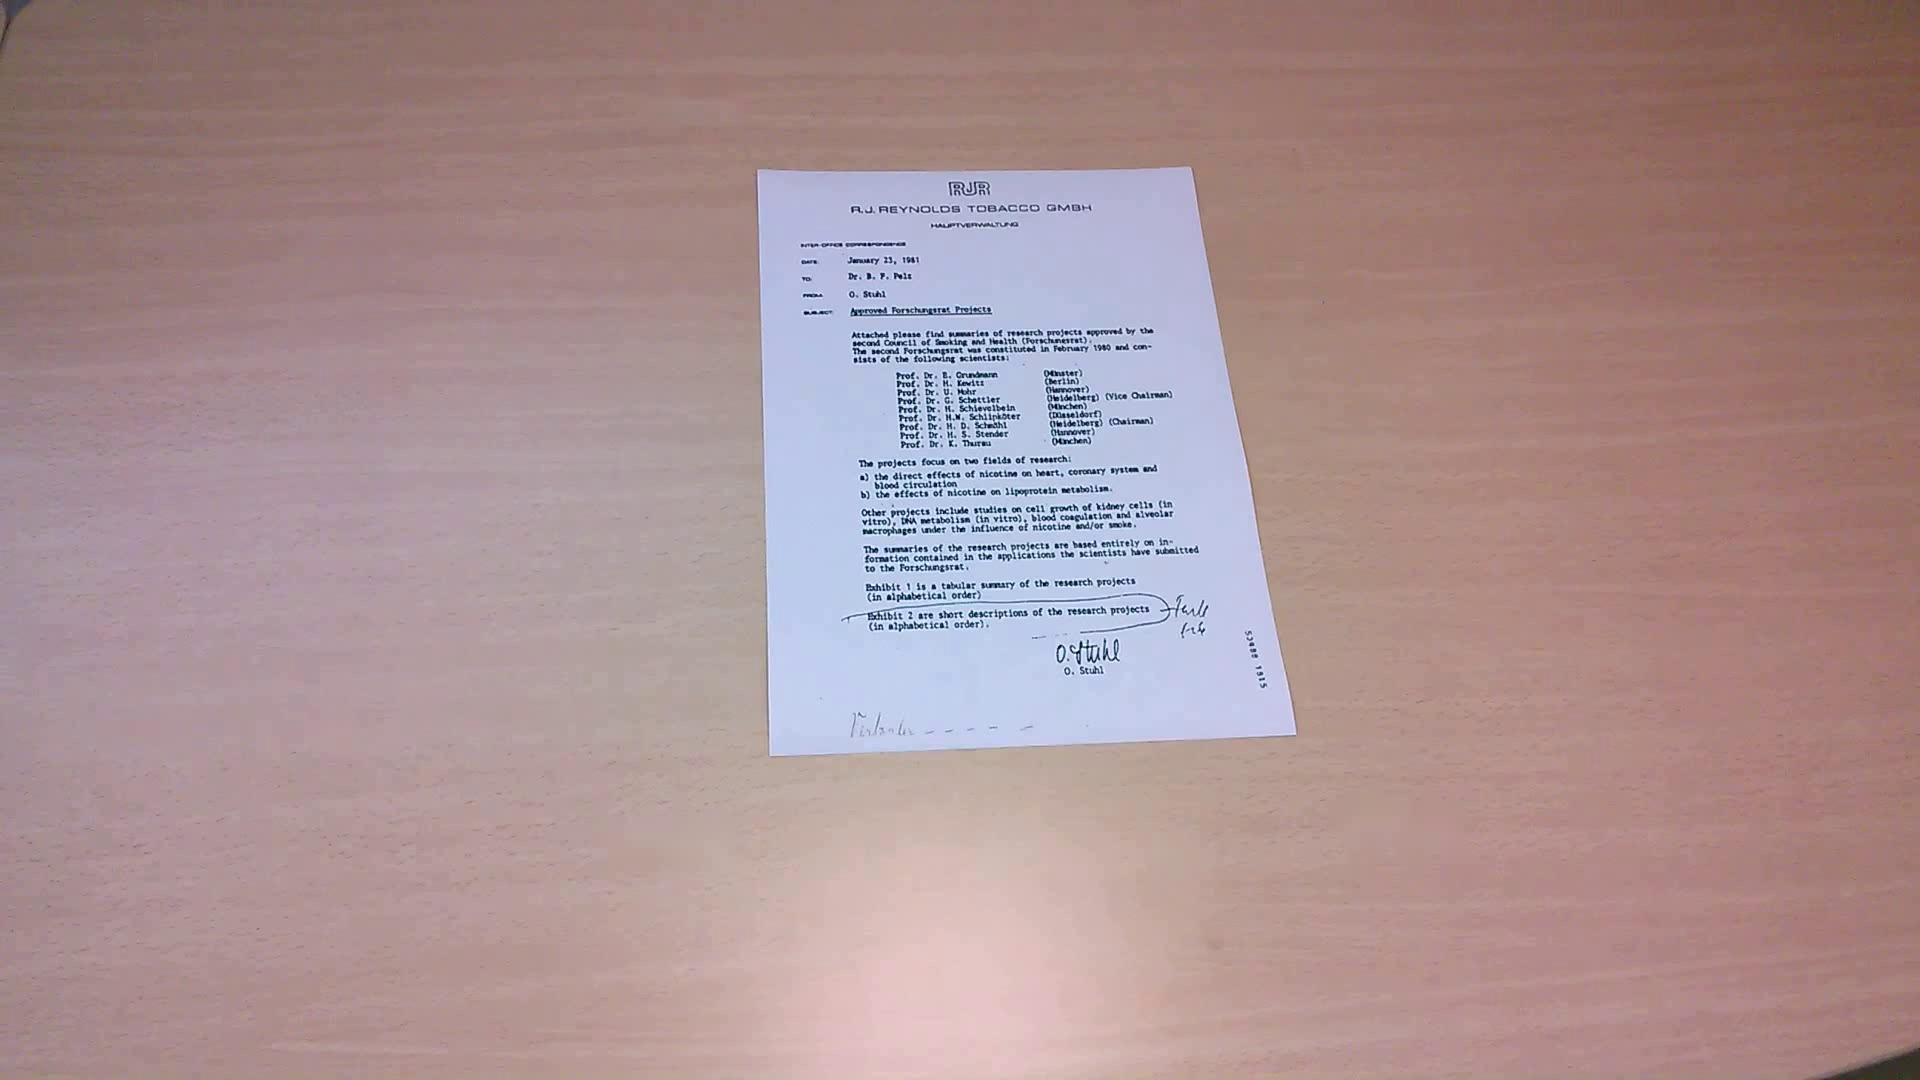 RJR
R.J. REYNOLDS TOBACCO GMBH
HAUPTVERWALTUNG
INTER-OFFICE CORRESPONDENCE
DATE: January 23, 1981
TO: Dr. B. F. Pelz
FROM: O. Stuhl
SUBJECT: Approved Forschungsrat Projects
Attached please find summaries of research projects approved by the
second Council of Smoking and Health (Forschunesrat).
The second Forschungsrat was constituted in February 1980 and con-
sists of the following scientists:
Prof. Dr. E. Grundmann (Münster)
Prof. Dr. H. Kewitz (Berlin)
Prof. Dr. U. Mohr (Hannover)
Prof. Dr. G. Schettler (Heidelberg) (Vice Chairman)
Prof. Dr. H. Schievelbein (München)
Prof. Dr. H.W. Schlipköter (Düsseldorf)
Prof. Dr. H. D. Schmähl (Heidelberg) (Chairman)
Prof. Dr. H. S. Stender (Hannover)
Prof. Dr. K. Thurau (München)
The projects focus on two fields of research:
a) the direct effects of nicotine on heart, coronary system and
blood circulation
b) the effects of nicotine on lipoprotein metabolism.
Other projects include studies on cell growth of kidney cells (in
vitro), DNA metabolism (in vitro), blood coagulation and alveolar
macrophages under the influence of nicotine and/or smoke.
The summaries of the research projects are based entirely on in-
formation contained in the applications the scientists have submitted
to the Forschungsrat.
Exhibit 1 is a tabular summary of the research projects
(in alphabetical order)
Exhibit 2 are short descriptions of the research projects
(in alphabetical order).
O. Stuhl
O. Stuhl